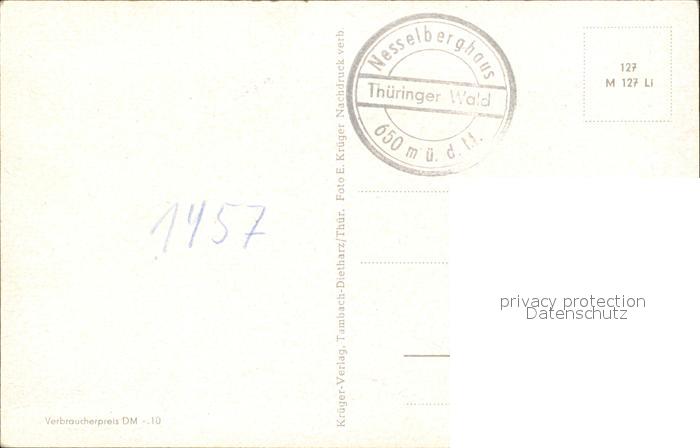 Nesselberghaus
Thüringer Wald
650 m ü. d. M.
127
M 127 Li
Krüger-Verlag, Tambach-Dietharz/Thür. Foto E. Krüger Nachdruck verb.
1457
privacy protection
Datenschutz
Verbraucherpreis DM -.10